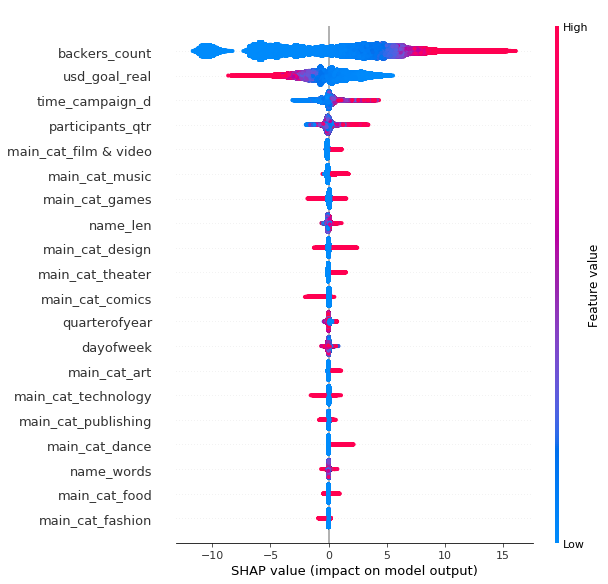 High
backers_count
usd_goal_real
time_campaign_d
participants_qtr
main_cat_film & video
main_cat_music
main_cat_games
name_len
main_cat_design
main_cat_theater
main_cat_comics
quarterofyear
dayofweek
main_cat_art
main_cat_technology
main_cat_publishing
main_cat_dance
name_words
main_cat_food
main_cat_fashion
Feature value
Low
−10 −5 0 5 10 15
SHAP value (impact on model output)